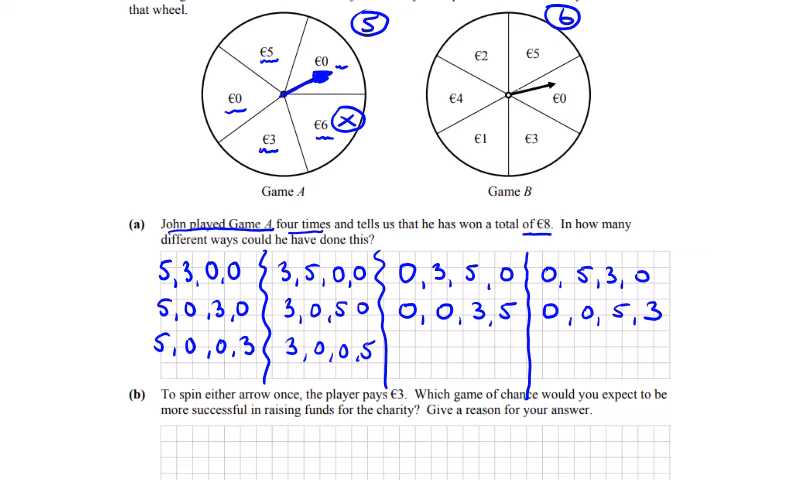 that wheel.
5
6
€5
€0
€0
€6
x
€3
€2
€5
€4
€0
€1
€3
Game A
Game B
(a) John played Game A four times and tells us that he has won a total of €8. In how many
different ways could he have done this?
5,3,0,0 3,5,0,0 0,3,5,0 0,5,3,0
5,0,3,0 3,0,50 0,0,3,5 0,0,5,3
5,0,0,3 3,0,0,5
(b) To spin either arrow once, the player pays €3. Which game of chance would you expect to be
more successful in raising funds for the charity? Give a reason for your answer.